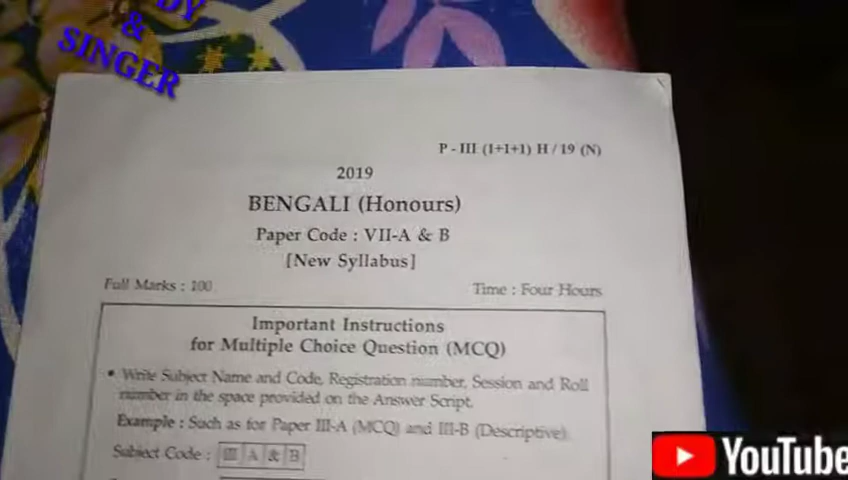 DY
&
SINGER
P - III (1+1+1) H / 19 (N)
2019
BENGALI (Honours)
Paper Code : VII-A & B
[New Syllabus]
Full Marks : 100
Time : Four Hours
Important Instructions
for Multiple Choice Question (MCQ)
• Write Subject Name and Code, Registration number, Session and Roll
number in the space provided on the Answer Script.
Example : Such as for Paper III-A (MCQ) and III-B (Descriptive)
Subject Code : III A & B
YouTube